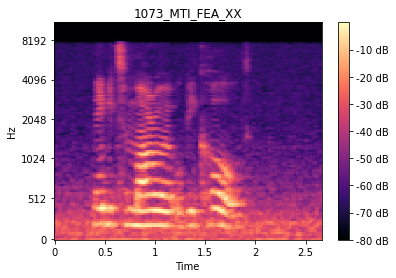 1073_MTI_FEA_XX
8192
4096
2048
1024
512
0
Hz
0
0.5
1
1.5
2
2.5
Time
-10 dB
-20 dB
-30 dB
-40 dB
-50 dB
-60 dB
-70 dB
-80 dB